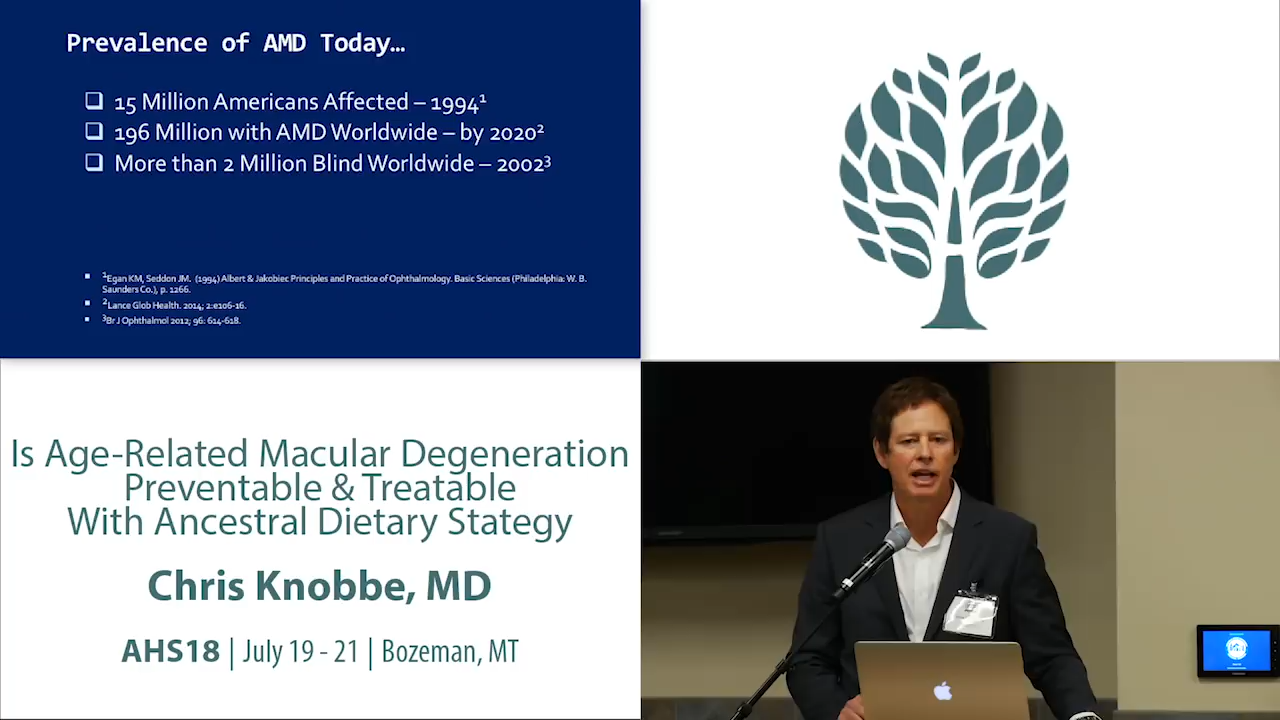 Prevalence of AMD Today…
❑ 15 Million Americans Affected – 1994¹
❑ 196 Million with AMD Worldwide – by 2020²
❑ More than 2 Million Blind Worldwide – 2002³
▪ ¹Egan KM, Seddon JM. (1994) Albert & Jakobiec Principles and Practice of Ophthalmology. Basic Sciences (Philadelphia: W. B.
Saunders Co.), p. 1266.
▪ ²Lance Glob Health. 2014; 2:e106-16.
▪ ³Br J Ophthalmol 2012; 96: 614-618.
Is Age-Related Macular Degeneration
Preventable & Treatable
With Ancestral Dietary Stategy
Chris Knobbe, MD
AHS18 | July 19 - 21 | Bozeman, MT